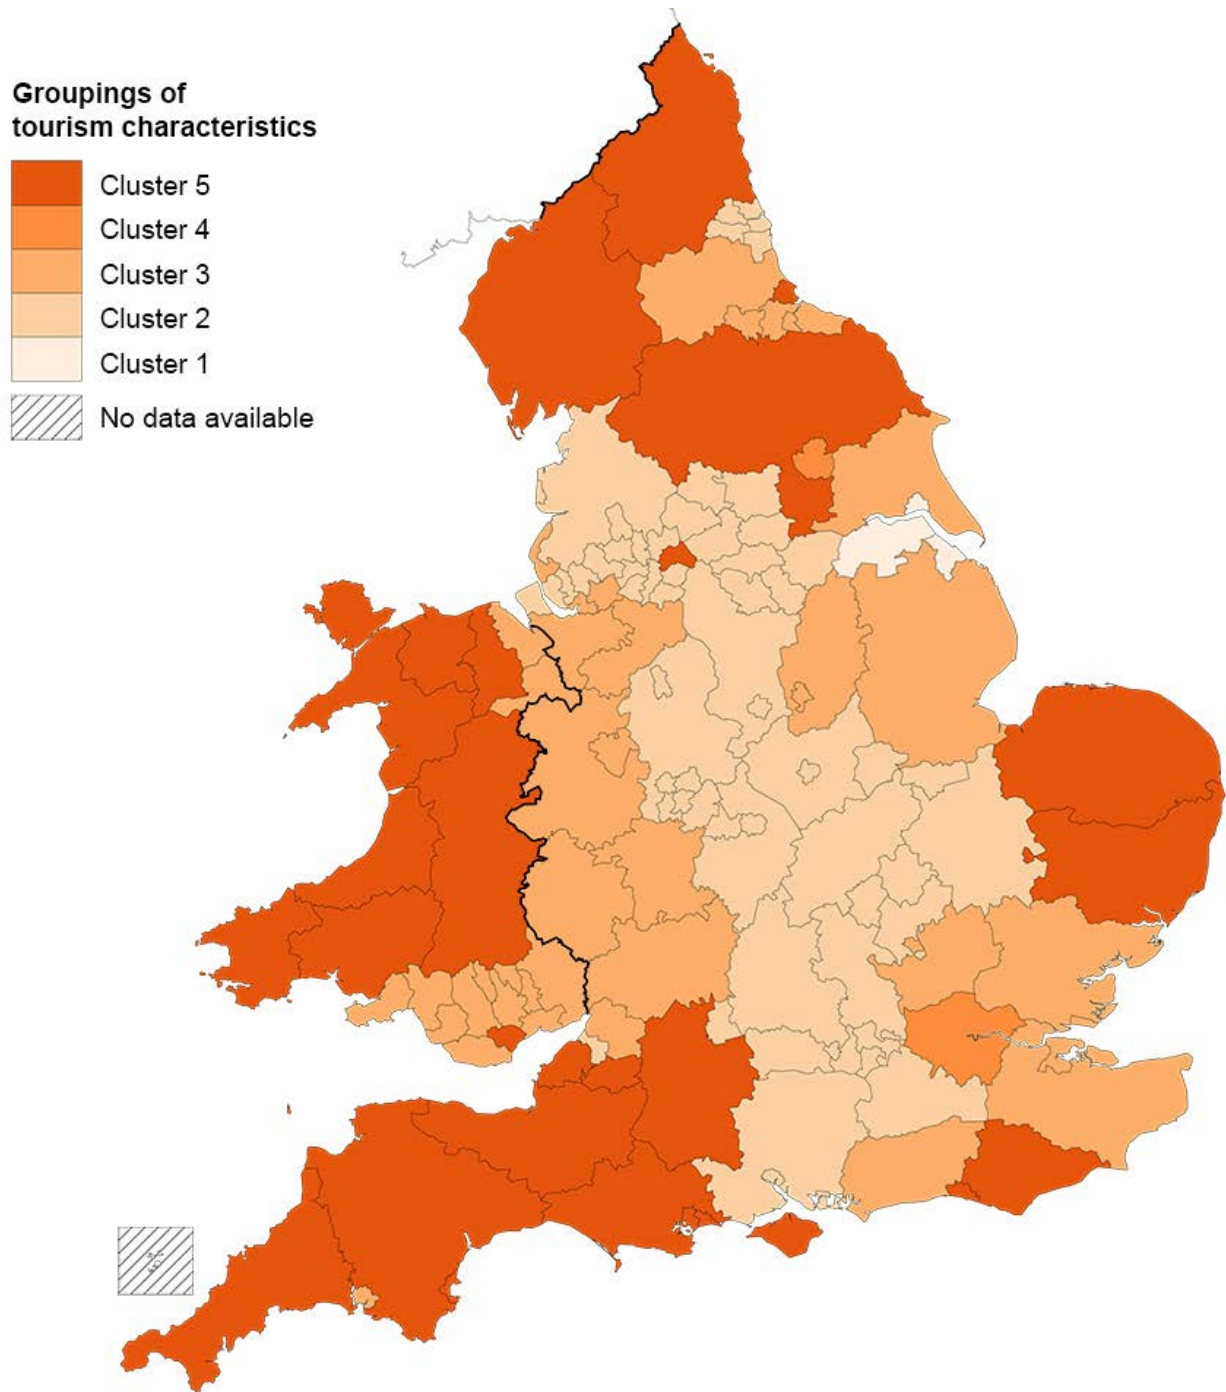 Groupings of
tourism characteristics
Cluster 5
Cluster 4
Cluster 3
Cluster 2
Cluster 1
No data available